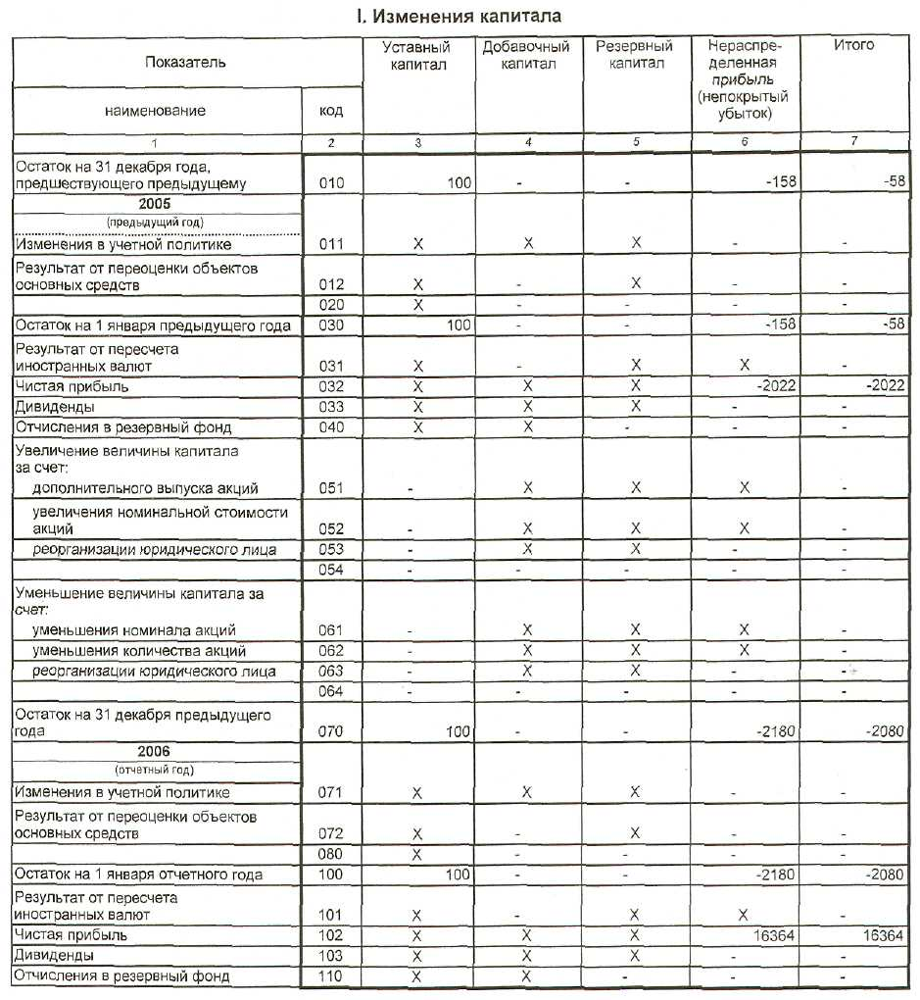 I. Изменения капитала
Показатель Уставный капитал Добавочный капитал Резервный капитал Нераспре-деленная прибыль (непокрытый убыток) Итого
наименование код
1 2 3 4 5 6 7
Остаток на 31 декабря года,
предшествующего предыдущему 010 100 - - -158 -58
2005
(предыдущий год)
Изменения в учетной политике 011 X X X - -
Результат от переоценки объектов
основных средств 012 X - X - -
020 X - - - -
Остаток на 1 января предыдущего года 030 100 - - -158 -58
Результат от пересчета
иностранных валют 031 X - X X -
Чистая прибыль 032 X X X -2022 -2022
Дивиденды 033 X X X - -
Отчисления в резервный фонд 040 X X - - -
Увеличение величины капитала
за счет:
дополнительного выпуска акций 051 - X X X -
увеличения номинальной стоимости
акций 052 - X X X -
реорганизации юридического лица 053 - X X - -
054 - - - - -
Уменьшение величины капитала за
счет:
уменьшения номинала акций 061 - X X X -
уменьшения количества акций 062 - X X X -
реорганизации юридического лица 063 - X X - -
064 - - - - -
Остаток на 31 декабря предыдущего
года 070 100 - - -2180 -2080
2006
(отчетный год)
Изменения в учетной политике 071 X X X - -
Результат от переоценки объектов
основных средств 072 X - X - -
080 X - - - -
Остаток на 1 января отчетного года 100 100 - - -2180 -2080
Результат от пересчета
иностранных валют 101 X - X X -
Чистая прибыль 102 X X X 16364 16364
Дивиденды 103 X X X - -
Отчисления в резервный фонд 110 X X - - -